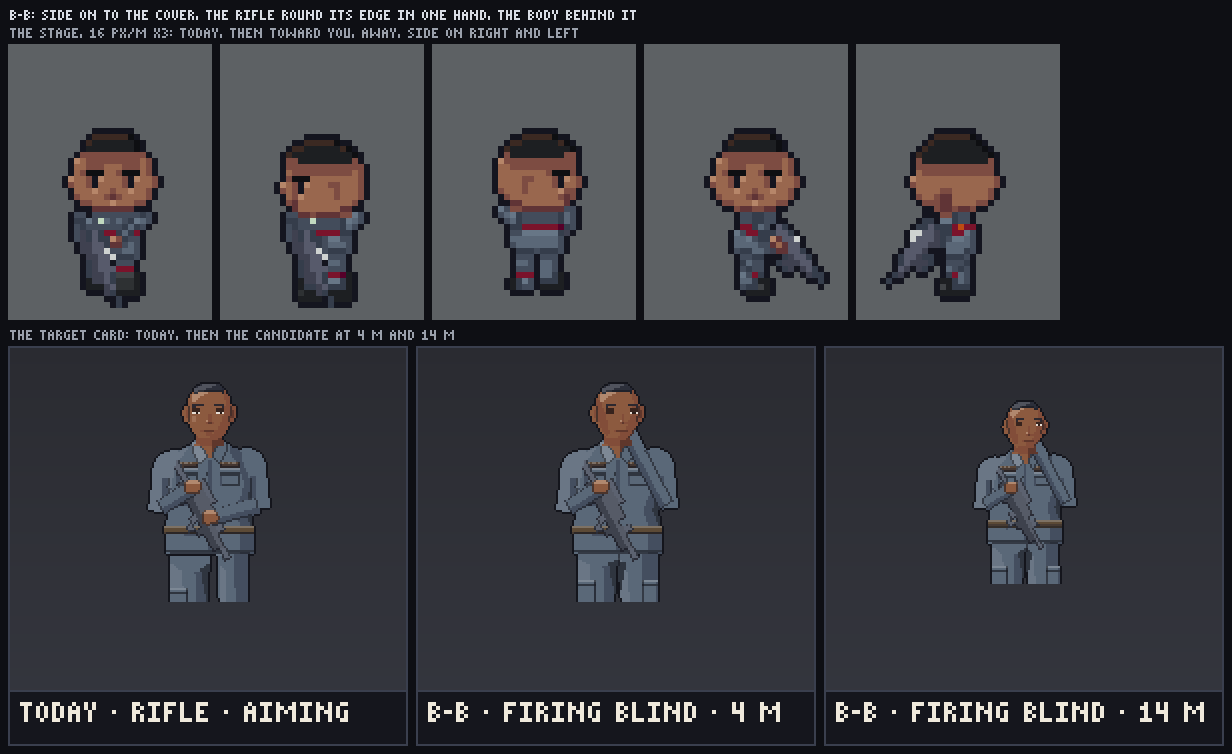 B-B: SIDE ON TO THE COVER, THE RIFLE ROUND ITS EDGE IN ONE HAND, THE BODY BEHIND IT
THE STAGE, 16 PX/M X3: TODAY, THEN TOWARD YOU, AWAY, SIDE ON RIGHT AND LEFT
THE TARGET CARD: TODAY, THEN THE CANDIDATE AT 4 M AND 14 M
TODAY · RIFLE · AIMING
B-B · FIRING BLIND · 4 M
B-B · FIRING BLIND · 14 M